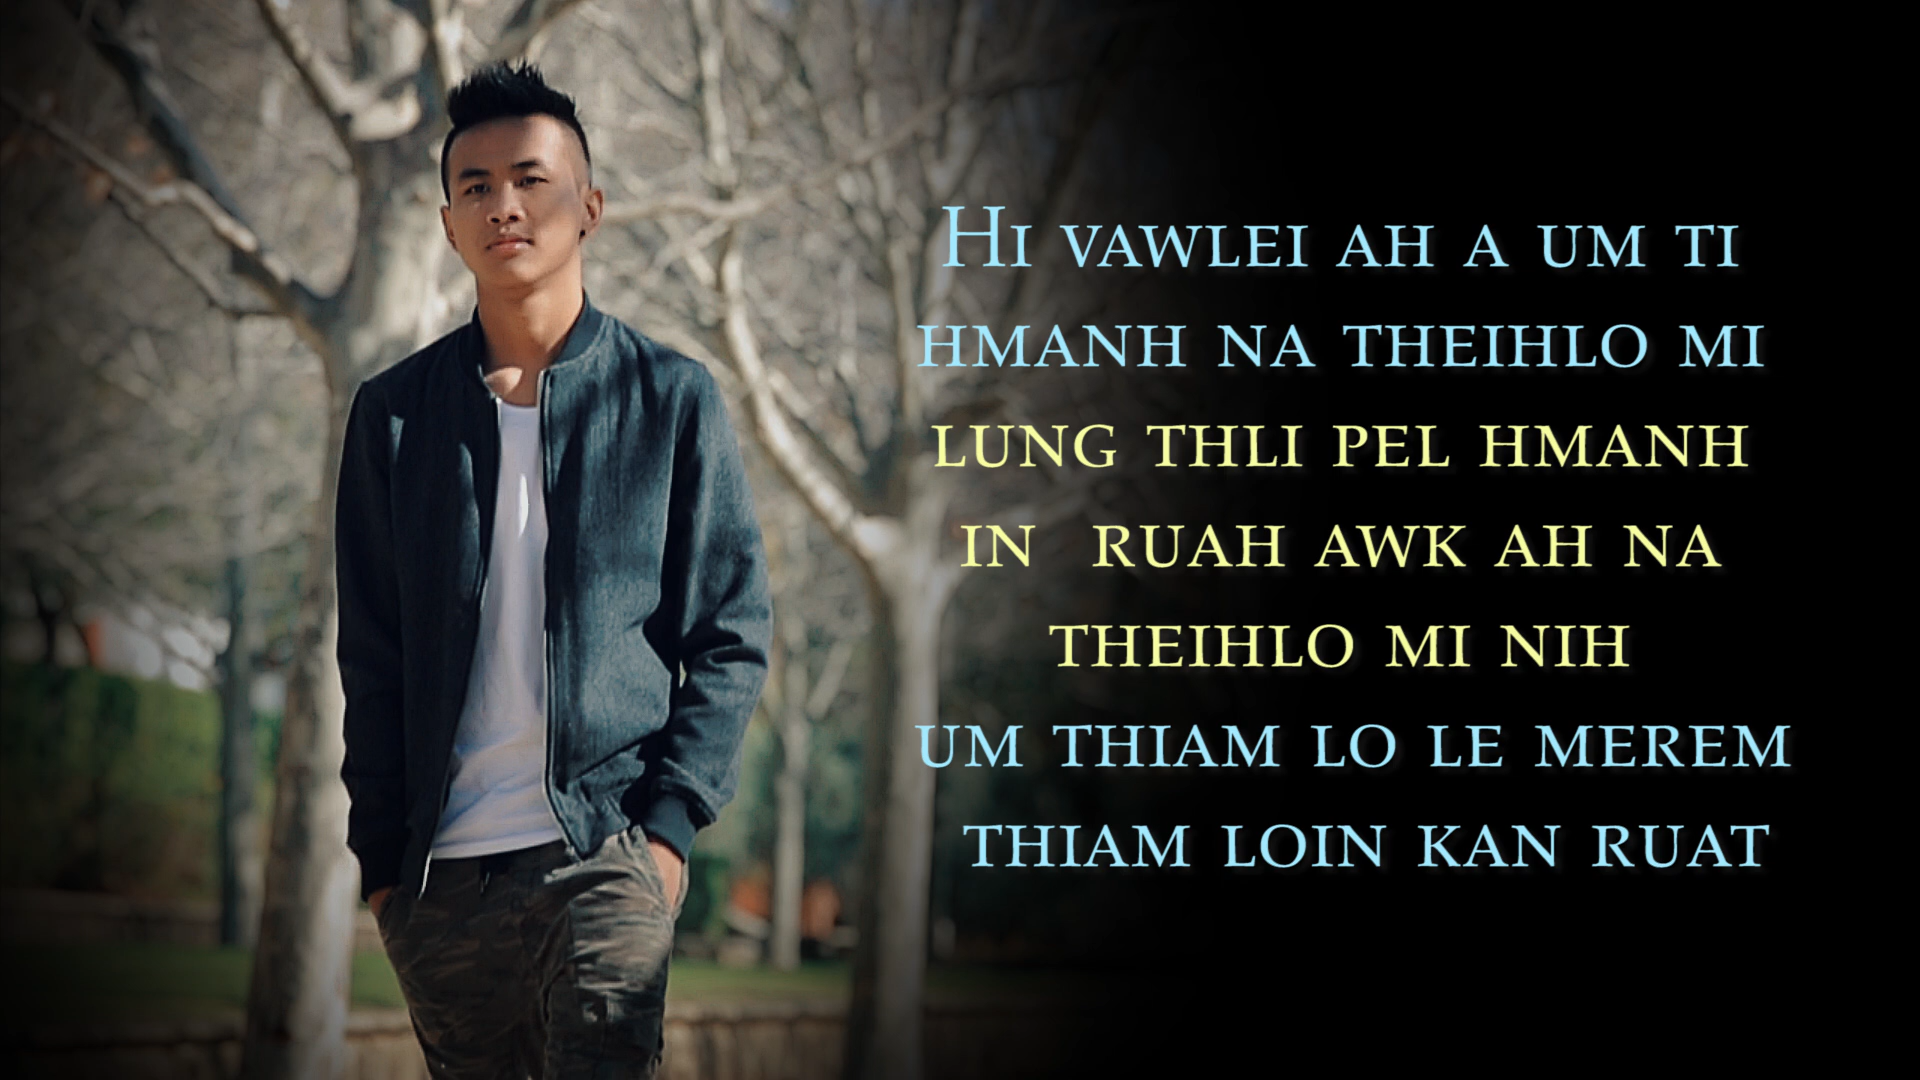 Hi vawlei ah a um ti
hmanh na theihlo mi
lung thli pel hmanh
in ruah awk ah na
theihlo mi nih
um thiam lo le merem
thiam loin kan ruat